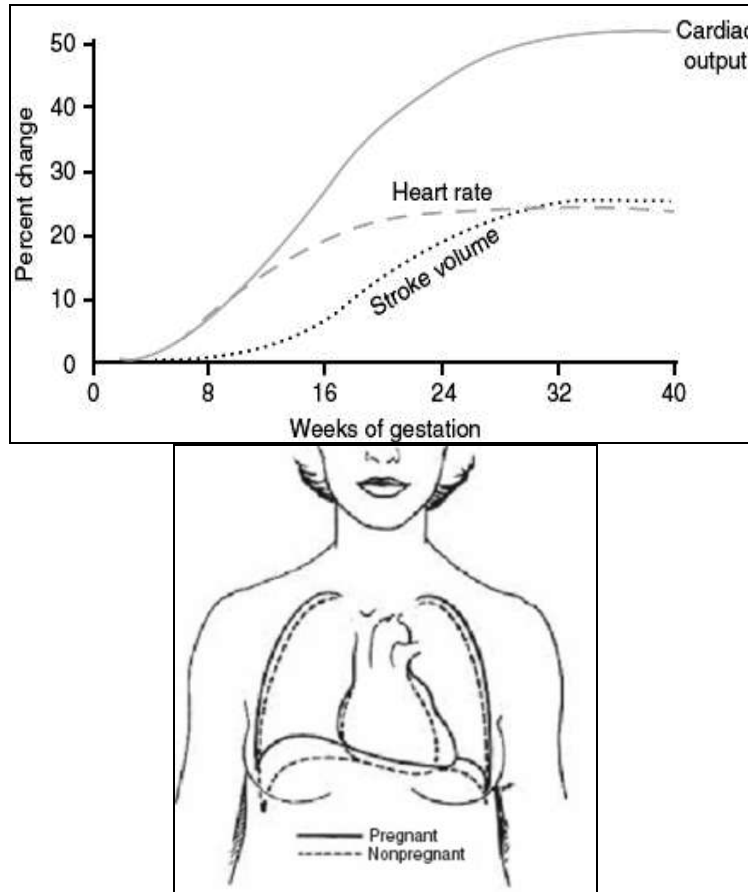 50
40
30
20
10
0
Percent change
Cardiac
output
Heart rate
Stroke volume
0 8 16 24 32 40
Weeks of gestation
Pregnant
Nonpregnant